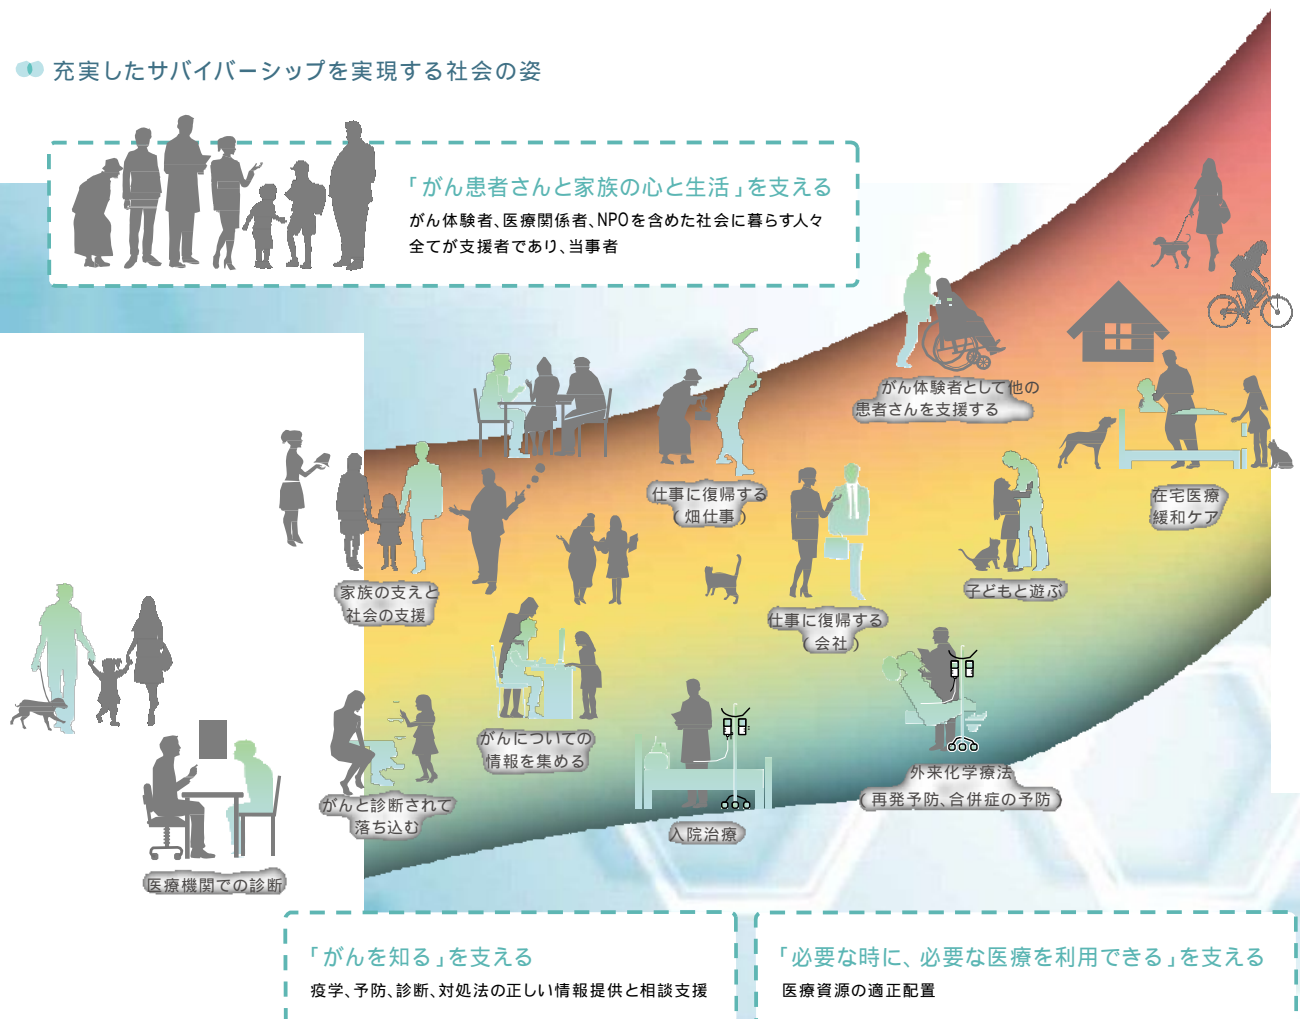 充実したサバイバーシップを実現する社会の姿
「がん患者さんと家族の心と生活」を支える
がん体験者、医療関係者、NPOを含めた社会に暮らす人々
全てが支援者であり、当事者
がん体験者として他の
患者さんを支援する
仕事に復帰する
(畑仕事)
在宅医療
緩和ケア
家族の支えと
社会の支援
子どもと遊ぶ
仕事に復帰する
(会社)
がんについての
情報を集める
がんと診断されて
落ち込む
外来化学療法
(再発予防、合併症の予防)
入院治療
医療機関での診断
「がんを知る」を支える
疫学、予防、診断、対処法の正しい情報提供と相談支援
「必要な時に、必要な医療を利用できる」を支える
医療資源の適正配置